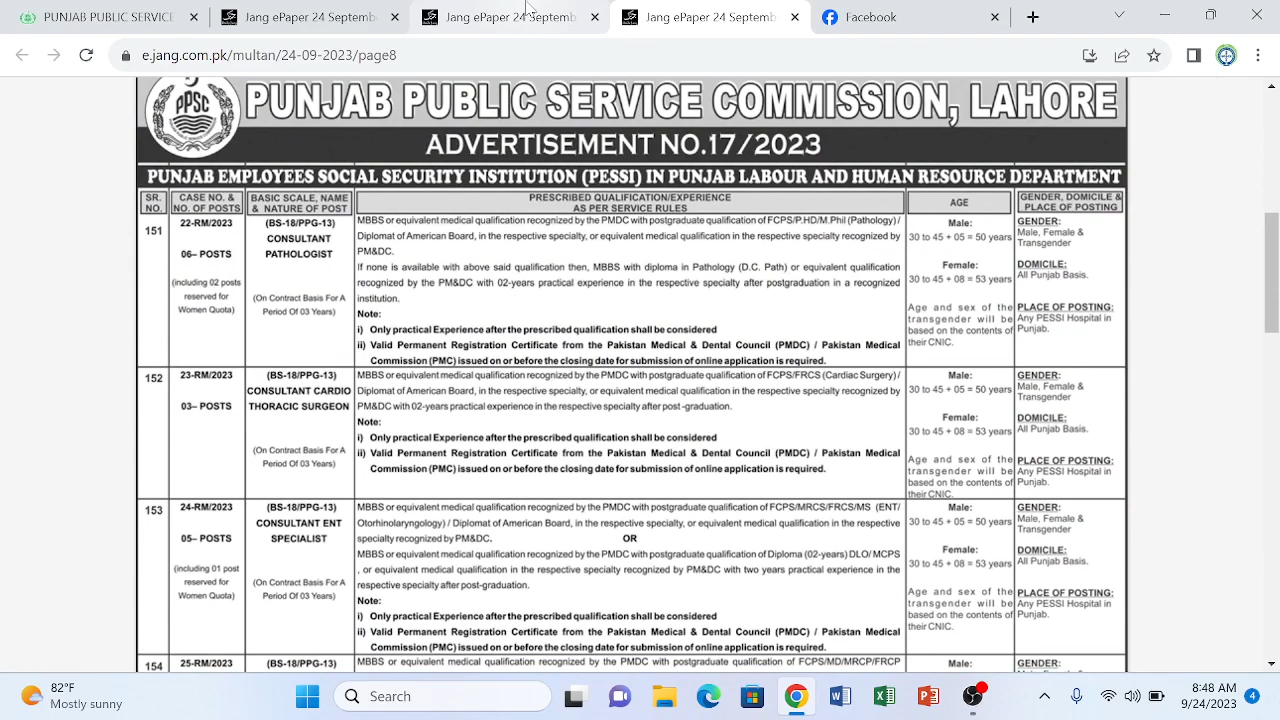 Downloads
24 September
Facebook
ejang.com.pk/multan/24-09-2023/page8
PPSC
PUNJAB PUBLIC SERVICE COMMISSION, LAHORE
ADVERTISEMENT NO.17/2023
PUNJAB EMPLOYEES SOCIAL SECURITY INSTITUTION (PESSI) IN PUNJAB LABOUR AND HUMAN RESOURCE DEPARTMENT
SR. NO.
CASE NO. & NO. OF POSTS
BASIC SCALE, NAME & NATURE OF POST
PRESCRIBED QUALIFICATION/EXPERIENCE
AS PER SERVICE RULES
AGE
GENDER, DOMICILE & PLACE OF POSTING
151
22-RM/2023
06– POSTS
(including 02 posts
reserved for
Women Quota)
(BS-18/PPG-13)
CONSULTANT
PATHOLOGIST
(On Contract Basis For A
Period Of 03 Years)
MBBS or equivalent medical qualification recognized by the PMDC with postgraduate qualification of FCPS/P.HD/M.Phil (Pathology) /
Diplomat of American Board, in the respective specialty, or equivalent medical qualification in the respective specialty recognized by
PM&DC.
If none is available with above said qualification then, MBBS with diploma in Pathology (D.C. Path) or equivalent qualification
recognized by the PM&DC with 02-years practical experience in the respective specialty after postgraduation in a recognized
institution.
Note:
i) Only practical Experience after the prescribed qualification shall be considered
ii) Valid Permanent Registration Certificate from the Pakistan Medical & Dental Council (PMDC) / Pakistan Medical
Commission (PMC) issued on or before the closing date for submission of online application is required.
Male:
30 to 45 + 05 = 50 years
Female:
30 to 45 + 08 = 53 years
Age and sex of the
transgender will be
based on the contents of
their CNIC.
GENDER:
Male, Female &
Transgender
DOMICILE:
All Punjab Basis.
PLACE OF POSTING:
Any PESSI Hospital in
Punjab.
152
23-RM/2023
03– POSTS
(BS-18/PPG-13)
CONSULTANT CARDIO
THORACIC SURGEON
(On Contract Basis For A
Period Of 03 Years)
MBBS or equivalent medical qualification recognized by the PMDC with postgraduate qualification of FCPS/FRCS (Cardiac Surgery) /
Diplomat of American Board, in the respective specialty, or equivalent medical qualification in the respective specialty recognized by
PM&DC with 02-years practical experience in the respective specialty after post -graduation.
Note:
i) Only practical Experience after the prescribed qualification shall be considered
ii) Valid Permanent Registration Certificate from the Pakistan Medical & Dental Council (PMDC) / Pakistan Medical
Commission (PMC) issued on or before the closing date for submission of online application is required.
Male:
30 to 45 + 05 = 50 years
Female:
30 to 45 + 08 = 53 years
Age and sex of the
transgender will be
based on the contents of
their CNIC.
GENDER:
Male, Female &
Transgender
DOMICILE:
All Punjab Basis.
PLACE OF POSTING:
Any PESSI Hospital in
Punjab.
153
24-RM/2023
05– POSTS
(including 01 post
reserved for
Women Quota)
(BS-18/PPG-13)
CONSULTANT ENT
SPECIALIST
(On Contract Basis For A
Period Of 03 Years)
MBBS or equivalent medical qualification recognized by the PMDC with postgraduate qualification of FCPS/MRCS/FRCS/MS (ENT/
Otorhinolaryngology) / Diplomat of American Board, in the respective specialty, or equivalent medical qualification in the respective
specialty recognized by PM&DC. OR
MBBS or equivalent medical qualification recognized by the PMDC with postgraduate qualification of Diploma (02-years) DLO/ MCPS
or equivalent medical qualification in the respective specialty recognized by PM&DC with two years practical experience in the
respective specialty after post-graduation.
Note:
i) Only practical Experience after the prescribed qualification shall be considered
ii) Valid Permanent Registration Certificate from the Pakistan Medical & Dental Council (PMDC) / Pakistan Medical
Commission (PMC) issued on or before the closing date for submission of online application is required.
Male:
30 to 45 + 05 = 50 years
Female:
30 to 45 + 08 = 53 years
Age and sex of the
transgender will be
based on the contents of
their CNIC.
GENDER:
Male, Female &
Transgender
DOMICILE:
All Punjab Basis.
PLACE OF POSTING:
Any PESSI Hospital in
Punjab.
154
25-RM/2023
(BS-18/PPG-13)
MBBS or equivalent medical qualification recognized by the PMDC with postgraduate qualification of FCPS/MD/MRCP/FRCP
Male:
GENDER:
82°F
Mostly sunny
Search
8:48 AM
9/24/2023
4